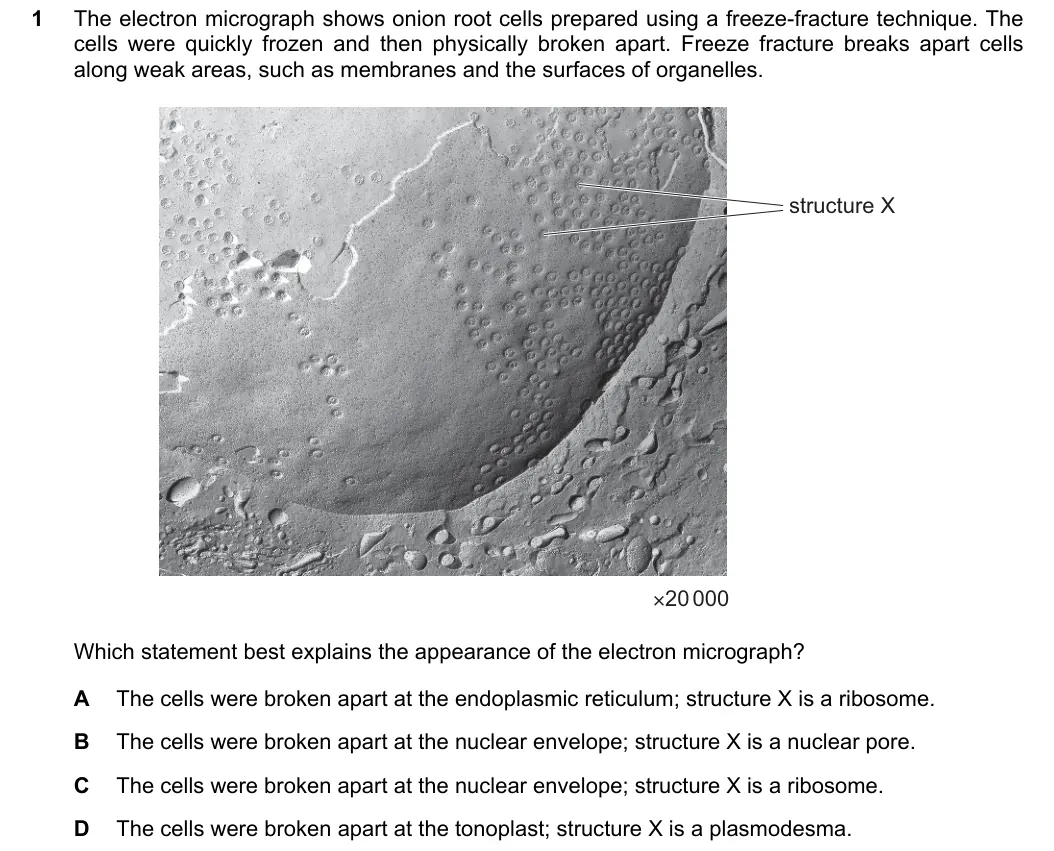 1 The electron micrograph shows onion root cells prepared using a freeze-fracture technique. The
cells were quickly frozen and then physically broken apart. Freeze fracture breaks apart cells
along weak areas, such as membranes and the surfaces of organelles.
structure X
×20 000
Which statement best explains the appearance of the electron micrograph?
A The cells were broken apart at the endoplasmic reticulum; structure X is a ribosome.
B The cells were broken apart at the nuclear envelope; structure X is a nuclear pore.
C The cells were broken apart at the nuclear envelope; structure X is a ribosome.
D The cells were broken apart at the tonoplast; structure X is a plasmodesma.